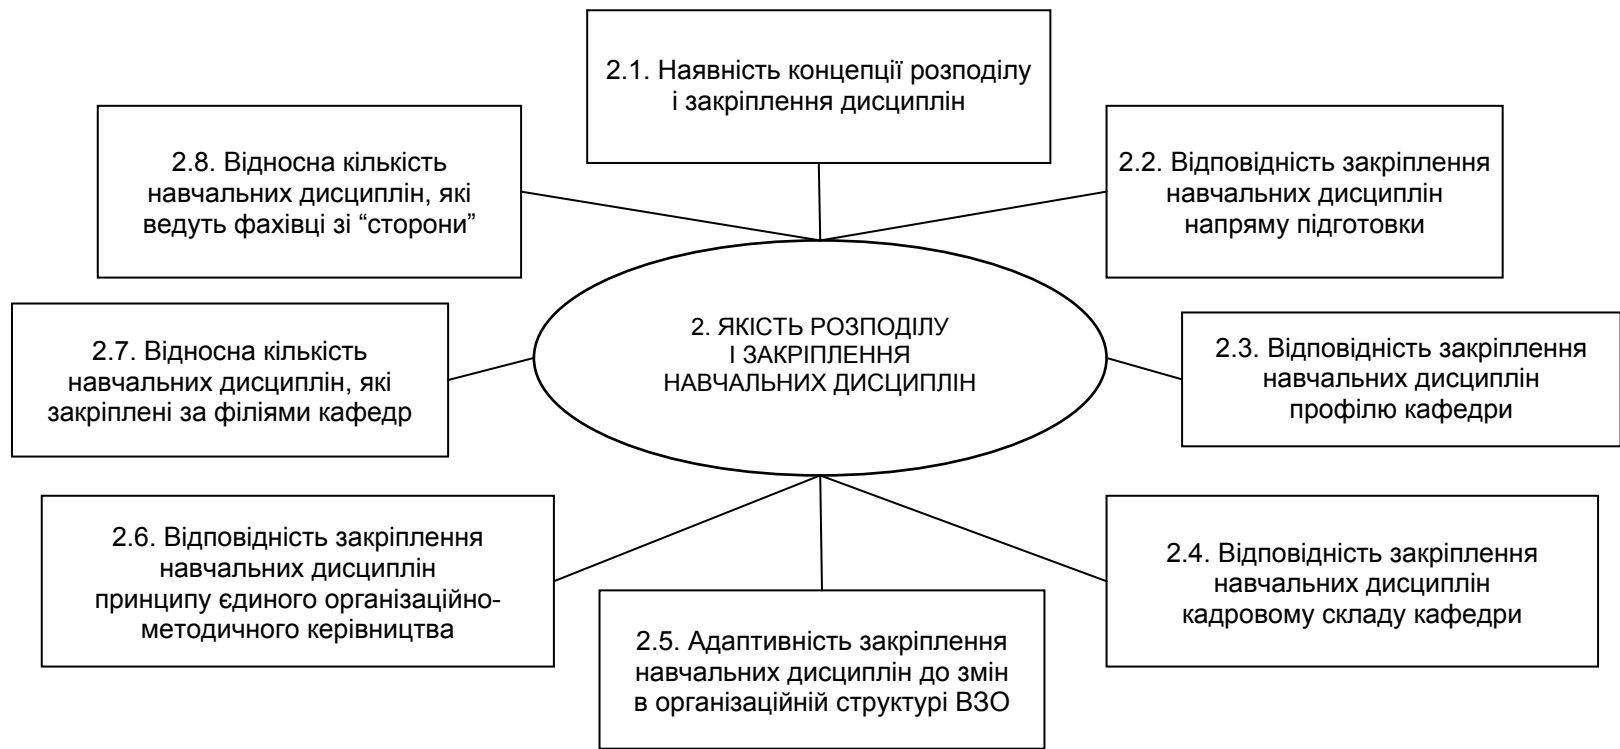 2.1. Наявність концепції розподілу
і закріплення дисциплін
2.8. Відносна кількість
навчальних дисциплін, які
ведуть фахівці зі “сторони”
2.2. Відповідність закріплення
навчальних дисциплін
напряму підготовки
2. ЯКІСТЬ РОЗПОДІЛУ
І ЗАКРІПЛЕННЯ
НАВЧАЛЬНИХ ДИСЦИПЛІН
2.7. Відносна кількість
навчальних дисциплін, які
закріплені за філіями кафедр
2.3. Відповідність закріплення
навчальних дисциплін
профілю кафедри
2.6. Відповідність закріплення
навчальних дисциплін
принципу єдиного організаційно-
методичного керівництва
2.4. Відповідність закріплення
навчальних дисциплін
кадровому складу кафедри
2.5. Адаптивність закріплення
навчальних дисциплін до змін
в організаційній структурі ВЗО